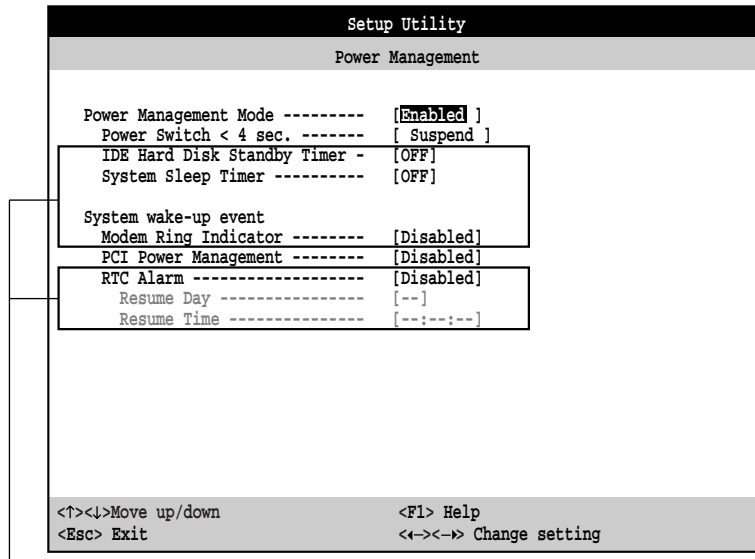 Setup Utility
Power Management
Power Management Mode --------- [Enabled ]
Power Switch < 4 sec. ------- [ Suspend ]
IDE Hard Disk Standby Timer - [OFF]
System Sleep Timer ---------- [OFF]
System wake-up event
Modem Ring Indicator -------- [Disabled]
PCI Power Management -------- [Disabled]
RTC Alarm ------------------- [Disabled]
Resume Day ---------------- [--]
Resume Time --------------- [--:--:--]
<↑><↓>Move up/down <F1> Help
<Esc> Exit <←><→> Change setting